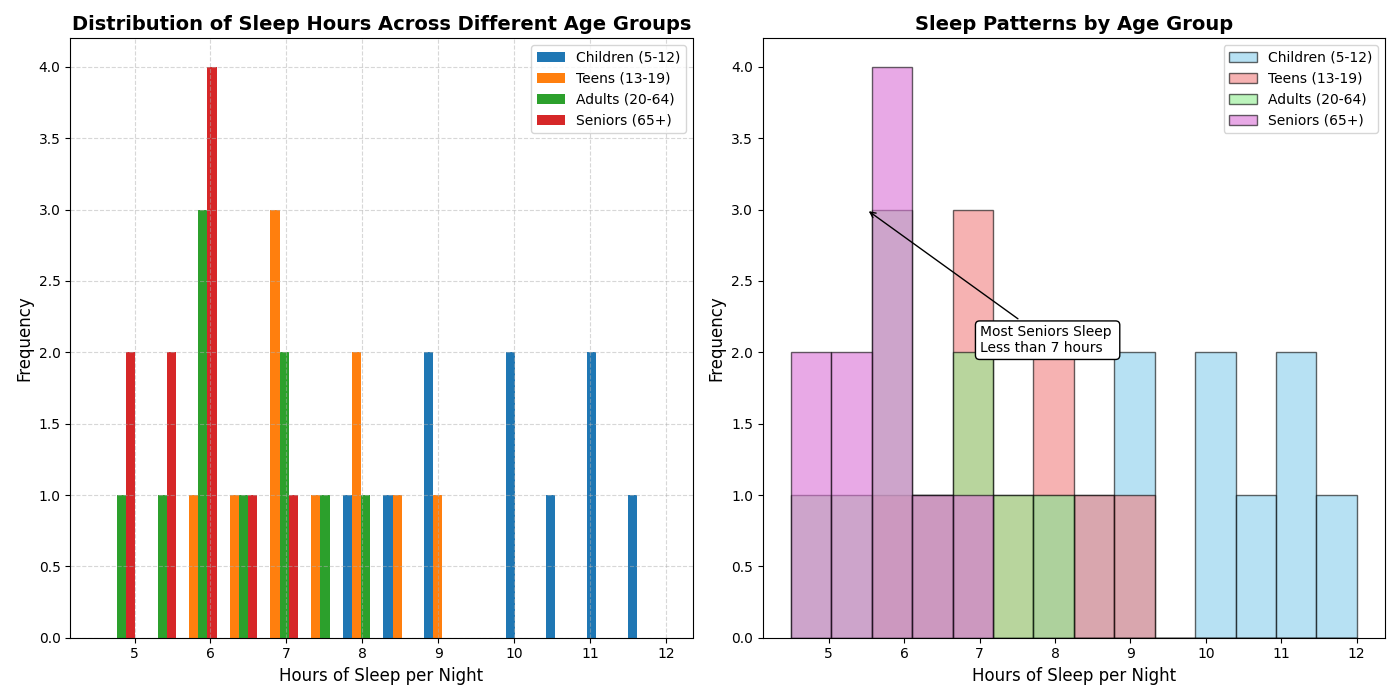 Distribution of Sleep Hours Across Different Age Groups
4.0
3.5
3.0
2.5
2.0
1.5
1.0
0.5
0.0
Frequency
5 6 7 8 9 10 11 12
Hours of Sleep per Night
Children (5-12)
Teens (13-19)
Adults (20-64)
Seniors (65+)
Sleep Patterns by Age Group
4.0
3.5
3.0
2.5
2.0
1.5
1.0
0.5
0.0
Frequency
5 6 7 8 9 10 11 12
Hours of Sleep per Night
Children (5-12)
Teens (13-19)
Adults (20-64)
Seniors (65+)
Most Seniors Sleep
Less than 7 hours